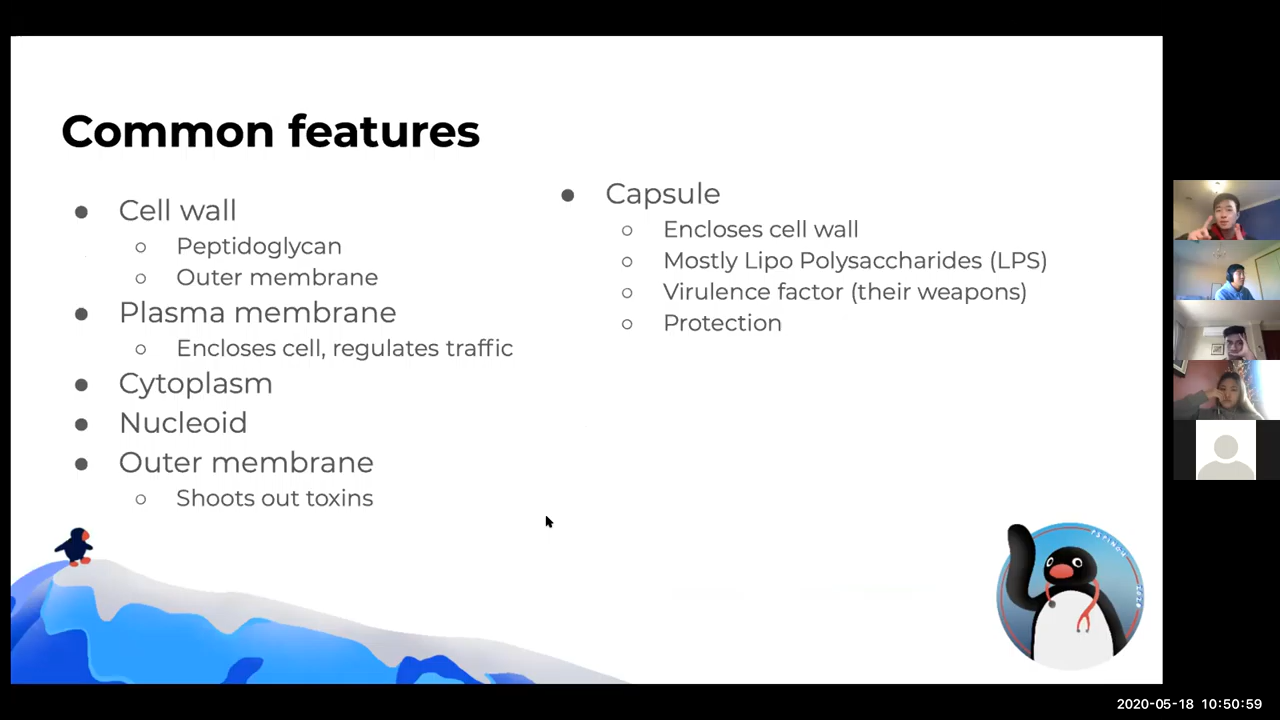 Common features
● Cell wall
○ Peptidoglycan
○ Outer membrane
● Plasma membrane
○ Encloses cell, regulates traffic
● Cytoplasm
● Nucleoid
● Outer membrane
○ Shoots out toxins
● Capsule
○ Encloses cell wall
○ Mostly Lipo Polysaccharides (LPS)
○ Virulence factor (their weapons)
○ Protection
2020-05-18 10:50:59